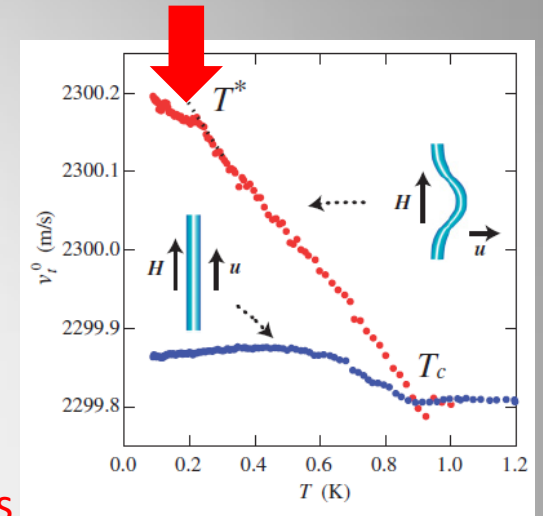 T*
2300.2
2300.1
2300.0
2299.9
2299.8
v_t^0 (m/s)
H
u
H
u
T_c
0.0 0.2 0.4 0.6 0.8 1.0 1.2
T (K)
s